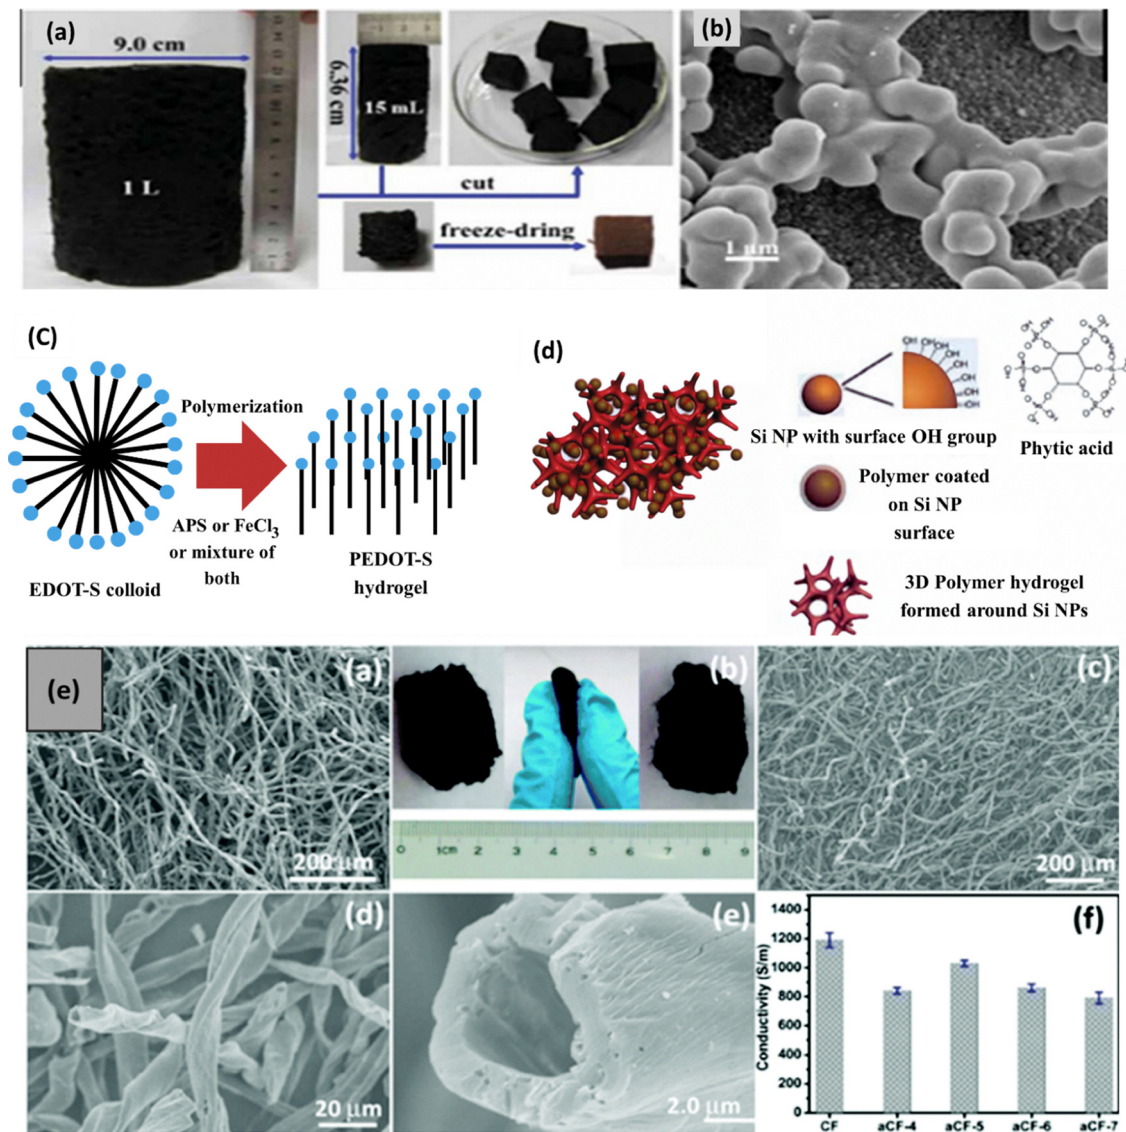 (a)
9.0 cm
1 L
6.36 cm
15 mL
cut
freeze-dring
(b)
1 μm
(C)
Polymerization
APS or FeCl3
or mixture of
both
EDOT-S colloid
PEDOT-S
hydrogel
(d)
OH
Si NP with surface OH group
Phytic acid
Polymer coated
on Si NP
surface
3D Polymer hydrogel
formed around Si NPs
(e)
(a)
200 μm
(b)
0 1cm 2 3 4 5 6 7 8 9
(c)
200 μm
(d)
20 μm
(e)
2.0 μm
(f)
Conductivity (S/m)
1400
1200
1000
800
600
400
200
0
CF aCF-4 aCF-5 aCF-6 aCF-7